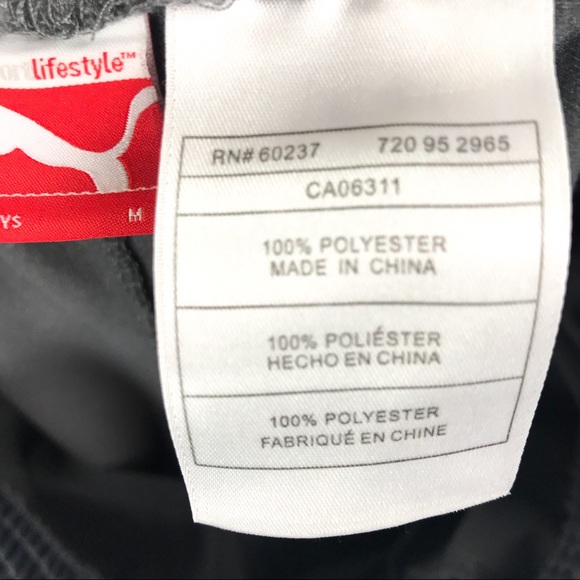 lifestyle™
M
RN# 60237 720 95 2965
CA06311
100% POLYESTER
MADE IN CHINA
100% POLIÉSTER
HECHO EN CHINA
100% POLYESTER
FABRIQUÉ EN CHINE